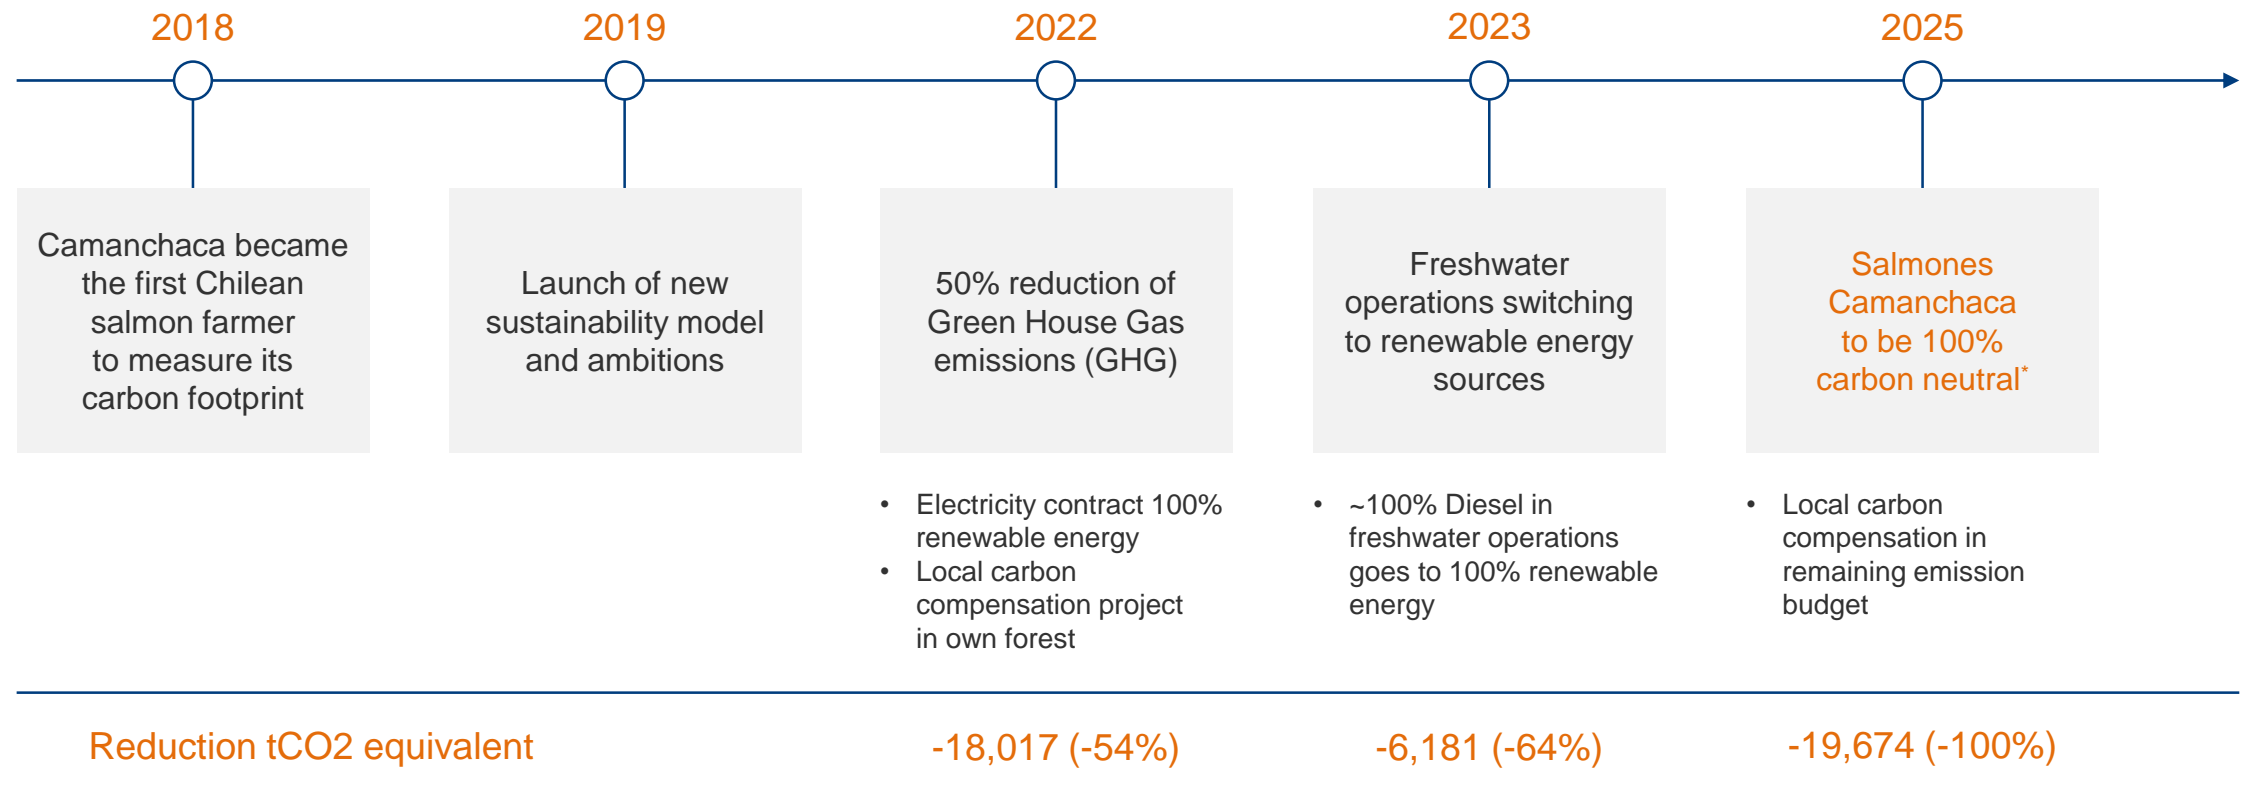 2018
2019
2022
2023
2025
Camanchaca became
the first Chilean
salmon farmer
to measure its
carbon footprint
Launch of new
sustainability model
and ambitions
50% reduction of
Green House Gas
emissions (GHG)
Freshwater
operations switching
to renewable energy
sources
Salmones
Camanchaca
to be 100%
carbon neutral*
• Electricity contract 100%
renewable energy
• Local carbon
compensation project
in own forest
• ~100% Diesel in
freshwater operations
goes to 100% renewable
energy
• Local carbon
compensation in
remaining emission
budget
Reduction tCO2 equivalent
-18,017 (-54%)
-6,181 (-64%)
-19,674 (-100%)